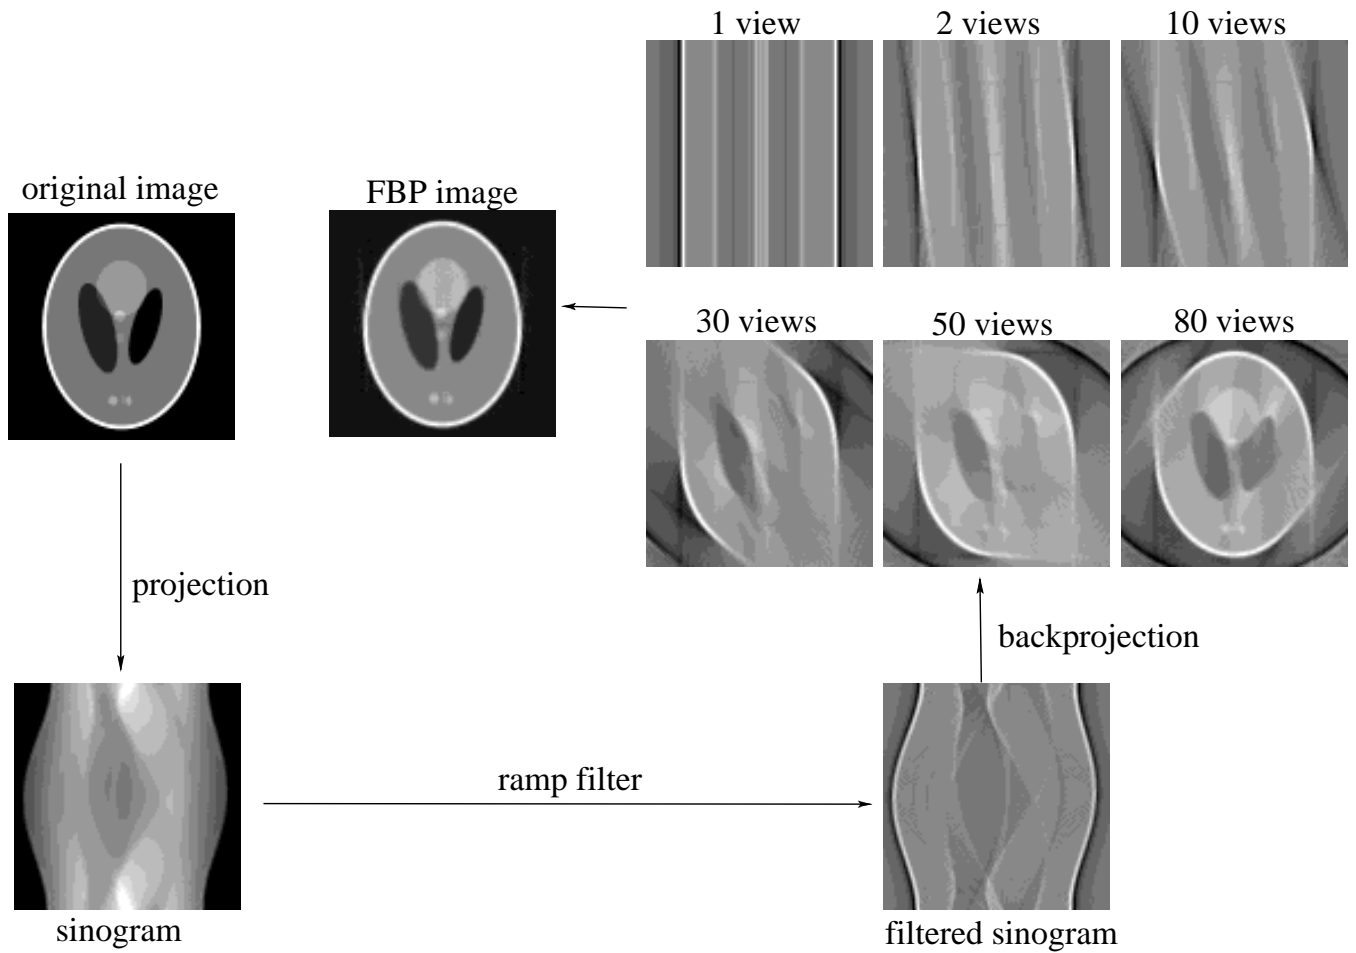 1 view
2 views
10 views
original image
FBP image
30 views
50 views
80 views
projection
backprojection
ramp filter
sinogram
filtered sinogram